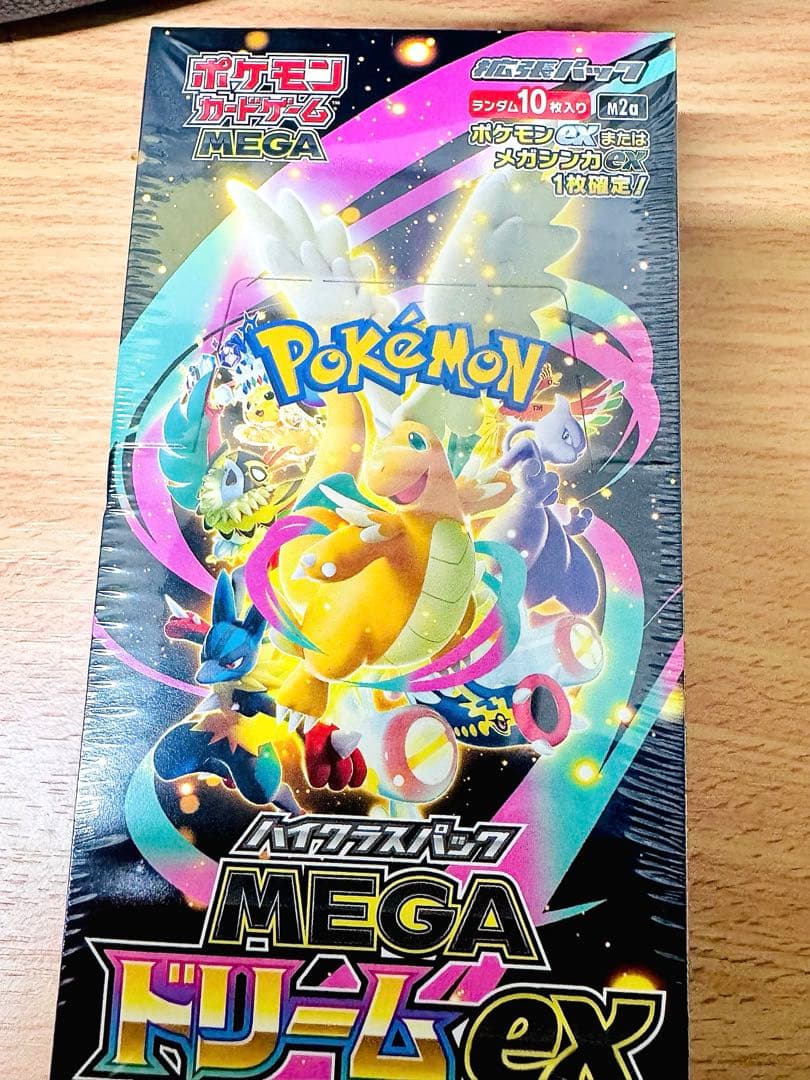 ポケモン
カードゲーム™
MEGA
拡張パック
ランダム10枚入り
M2a
ポケモンexまたは
メガシンカex
1枚確定!
POKéMON
TM
ハイクラスパック
MEGA
ドリームex